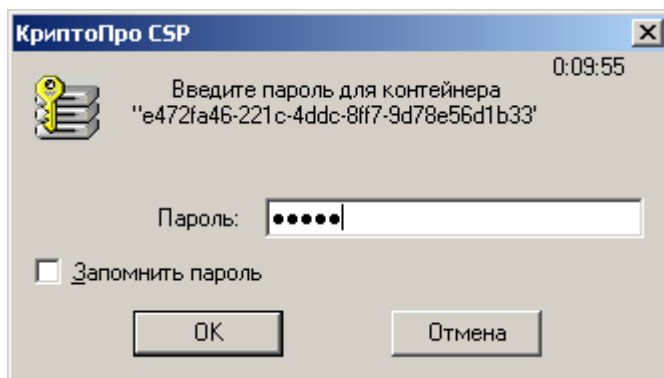 КриптоПро CSP
0:09:55
Введите пароль для контейнера
"e472fa46-221c-4ddc-8ff7-9d78e56d1b33'
Пароль: ●●●●●
Запомнить пароль
OK Отмена